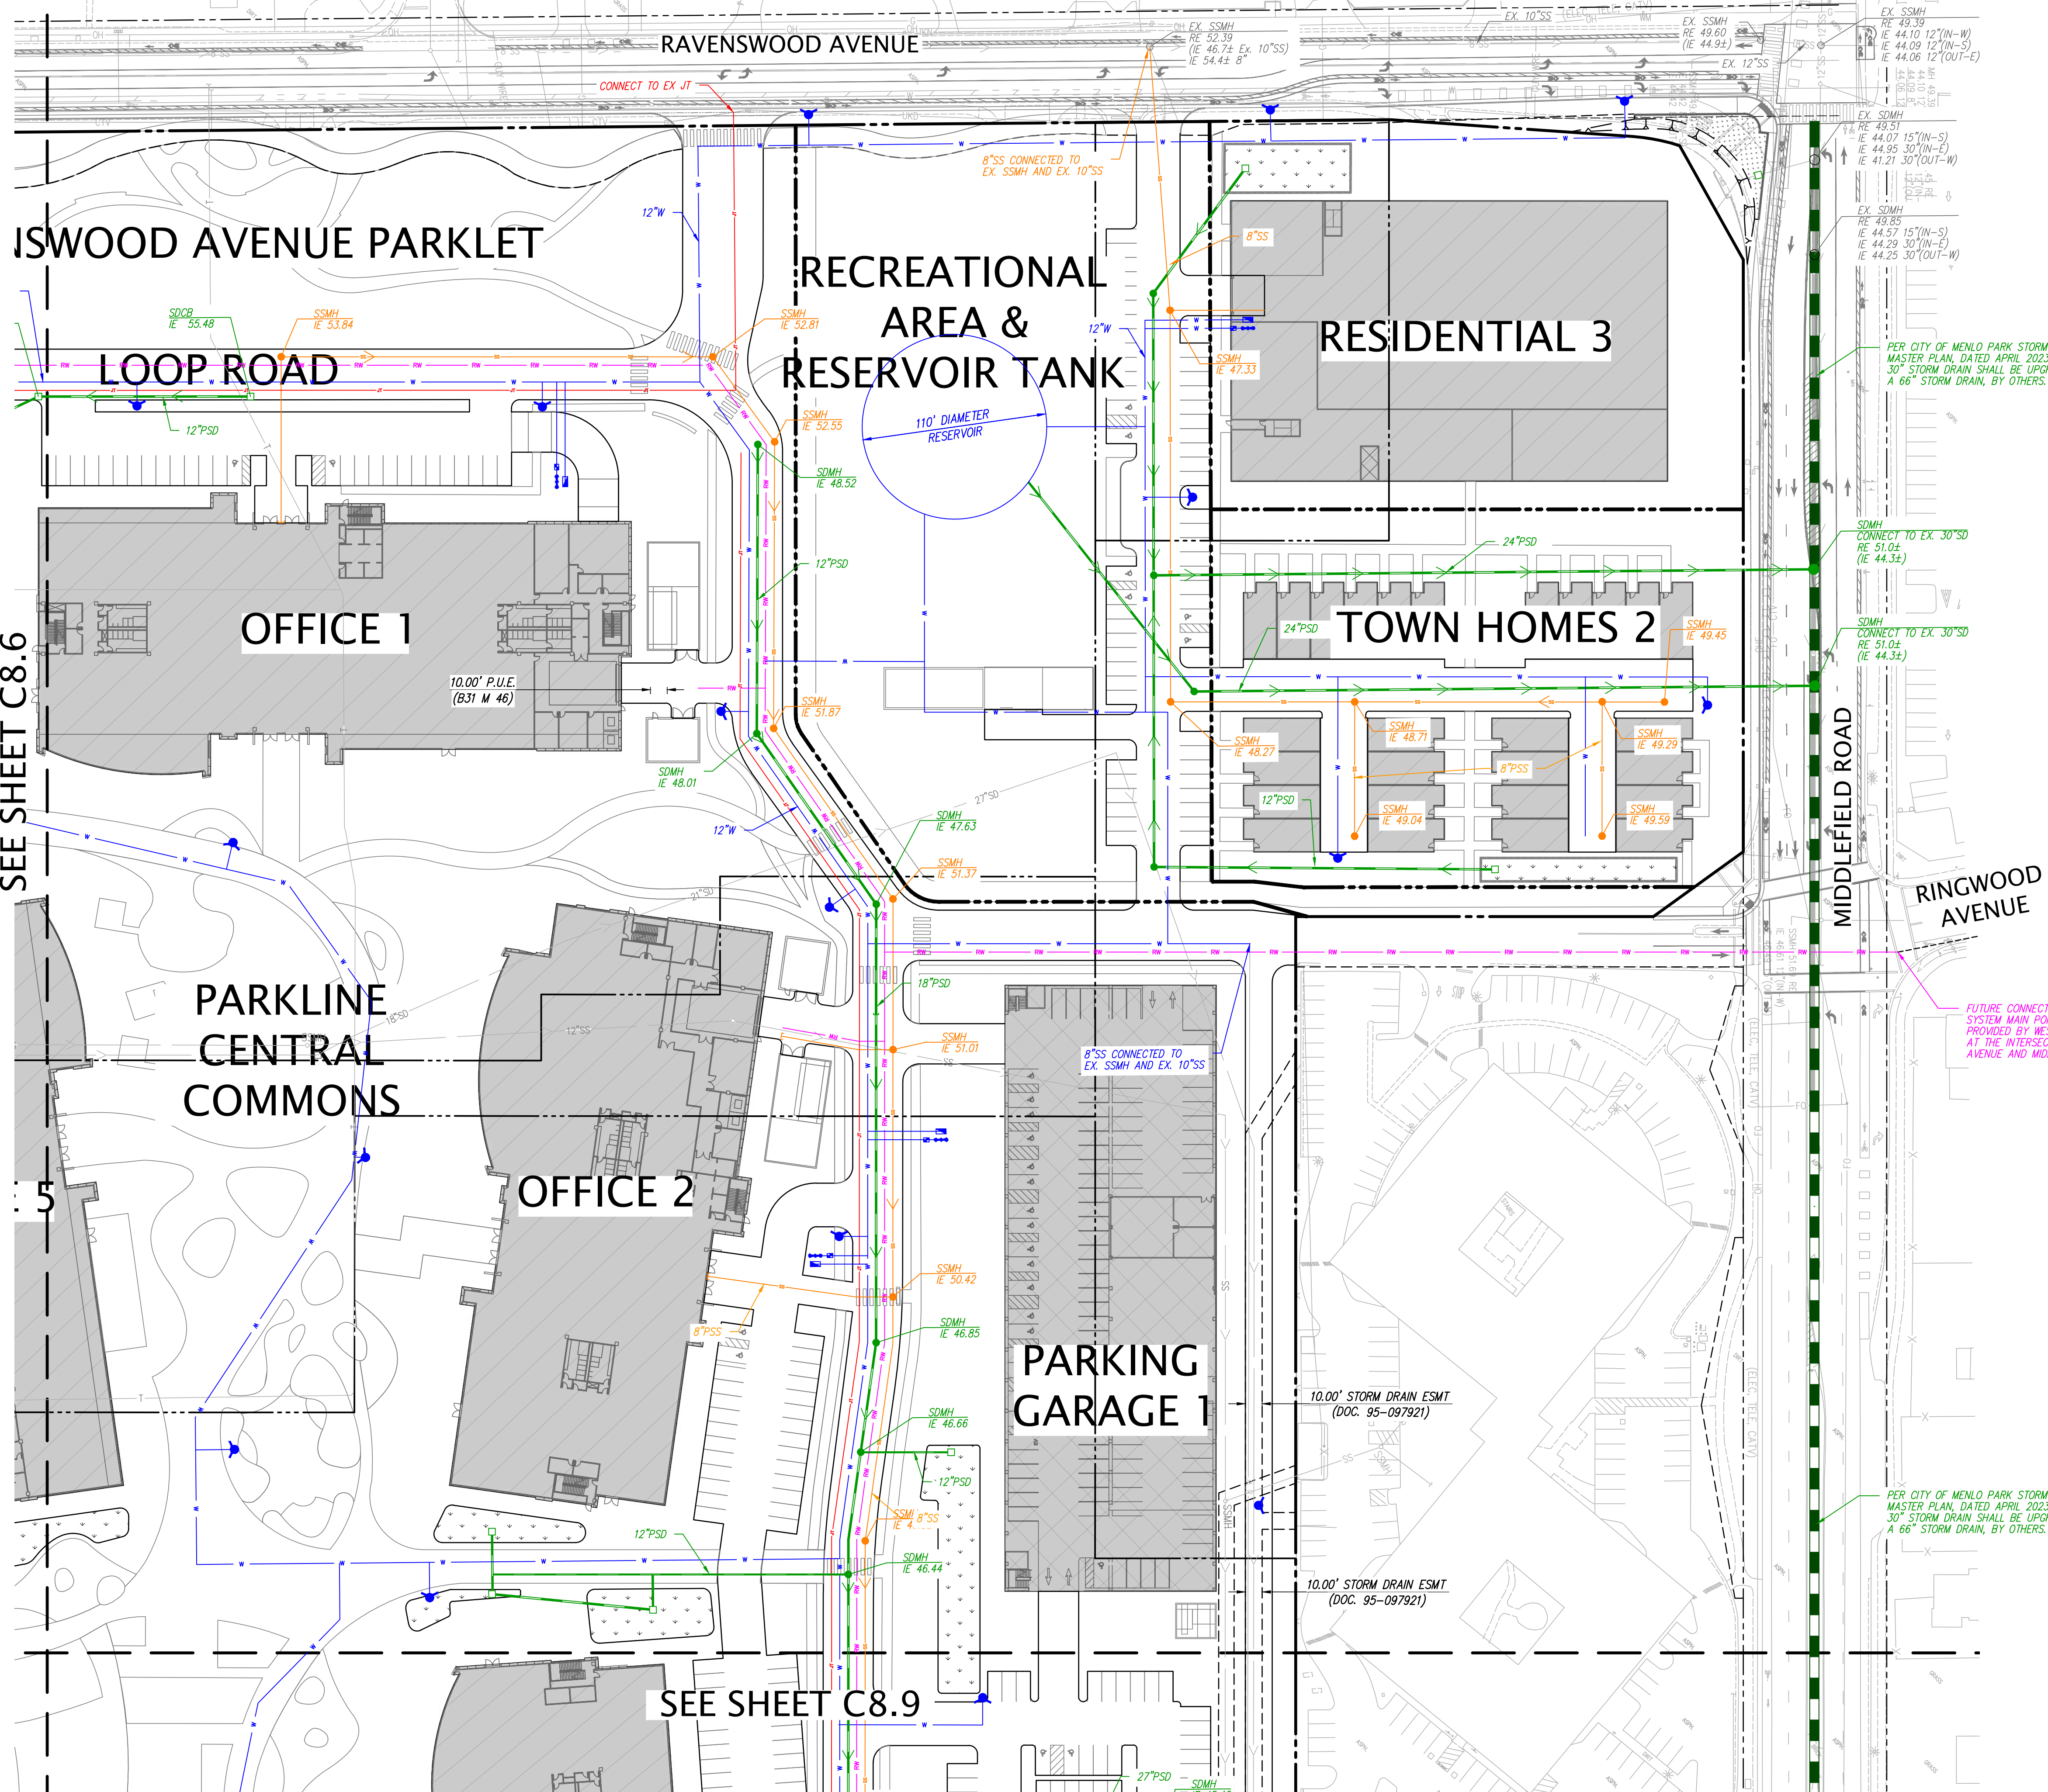 RAVENSWOOD AVENUE
EX. SSMH
RE 52.39
(IE 46.7± Ex. 10"SS)
IE 54.4± 8"
EX. 10"SS
EX. SSMH
RE 49.60
(IE 44.9±)
EX. 12"SS
EX. SSMH
RE 49.39
IE 44.10 12"(IN-W)
IE 44.09 12"(IN-S)
IE 44.06 12"(OUT-E)
CONNECT TO EX JT
8"SS CONNECTED TO
EX. SSMH AND EX. 10"SS
EX. SDMH
RE 49.51
IE 44.07 15"(IN-S)
IE 44.95 30"(IN-E)
IE 41.21 30"(OUT-W)
EX. SDMH
RE 49.85
IE 44.57 15"(IN-S)
IE 44.29 30"(IN-E)
IE 44.25 30"(OUT-W)
12"W
NSWOOD AVENUE PARKLET
RECREATIONAL
AREA &
RESERVOIR TANK
8"SS
SDCB
IE 55.48
SSMH
IE 53.84
SSMH
IE 52.81
12"W
RESIDENTIAL 3
LOOP ROAD
SSMH
IE 47.33
PER CITY OF MENLO PARK STORM
MASTER PLAN, DATED APRIL 2023
30" STORM DRAIN SHALL BE UPG
A 66" STORM DRAIN, BY OTHERS.
12"PSD
SSMH
IE 52.55
110' DIAMETER
RESERVOIR
SDMH
IE 48.52
12"PSD
24"PSD
SDMH
CONNECT TO EX. 30"SD
RE 51.0±
(IE 44.3±)
OFFICE 1
24"PSD
TOWN HOMES 2
SSMH
IE 49.45
SDMH
CONNECT TO EX. 30"SD
RE 51.0±
(IE 44.3±)
SEE SHEET C8.6
10.00' P.U.E.
(B31 M 46)
SSMH
IE 51.87
SSMH
IE 48.27
SSMH
IE 48.71
SSMH
IE 49.29
MIDDLEFIELD ROAD
SDMH
IE 48.01
8"PSS
27"SD
12"PSD
SSMH
IE 49.04
SSMH
IE 49.59
12"W
SDMH
IE 47.63
SSMH
IE 51.37
21"SD
RINGWOOD
AVENUE
PARKLINE
CENTRAL
COMMONS
18"SD
12"SS
18"PSD
SSMH
IE 51.01
8"SS CONNECTED TO
EX. SSMH AND EX. 10"SS
FUTURE CONNECT
SYSTEM MAIN PO
PROVIDED BY WES
AT THE INTERSEC
AVENUE AND MID
OFFICE 2
E 5
SSMH
IE 50.42
8"PSS
SDMH
IE 46.85
PARKING
GARAGE 1
10.00' STORM DRAIN ESMT
(DOC. 95-097921)
SDMH
IE 46.66
12"PSD
PER CITY OF MENLO PARK STORM
MASTER PLAN, DATED APRIL 2023
30" STORM DRAIN SHALL BE UPG
A 66" STORM DRAIN, BY OTHERS.
8"SS
12"PSD
SDMH
IE 46.44
10.00' STORM DRAIN ESMT
(DOC. 95-097921)
SEE SHEET C8.9
27"PSD
SDMH